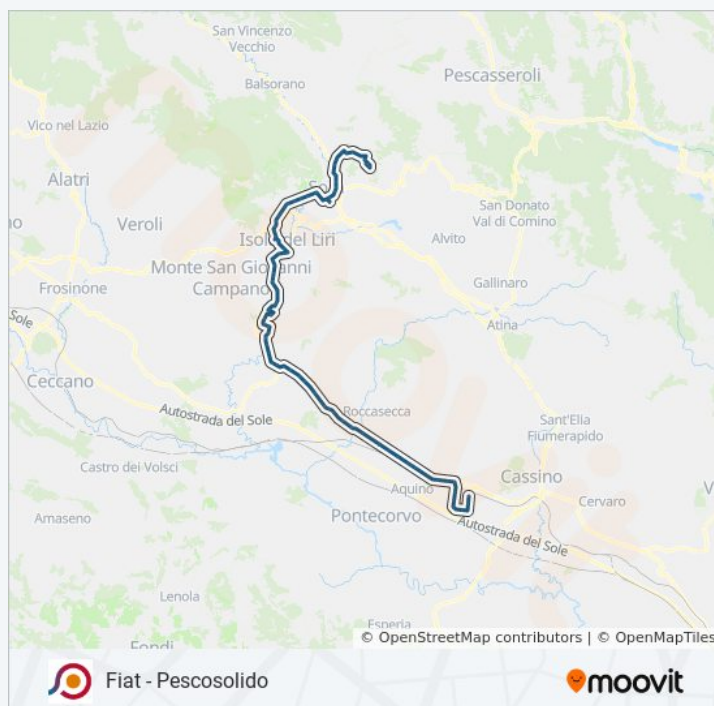 San Vincenzo
Vecchio
Pescasseroli
Balsorano
Vico nel Lazio
Alatri
Veroli
San Donato
Val di Comino
Isola del Liri
Alvito
Monte San Giovanni
Campano
Gallinaro
Frosinone
Atina
Sole
Ceccano
Roccasecca
Autostrada del Sole
Sant'Elia
Fiumerapido
Castro dei Volsci
Cassino
Aquino
Cervaro
Amaseno
Pontecorvo
Autostrada del Sole
Lenola
Esperia
Fondi
© OpenStreetMap contributors | © OpenMapTiles
Fiat - Pescosolido
moovit